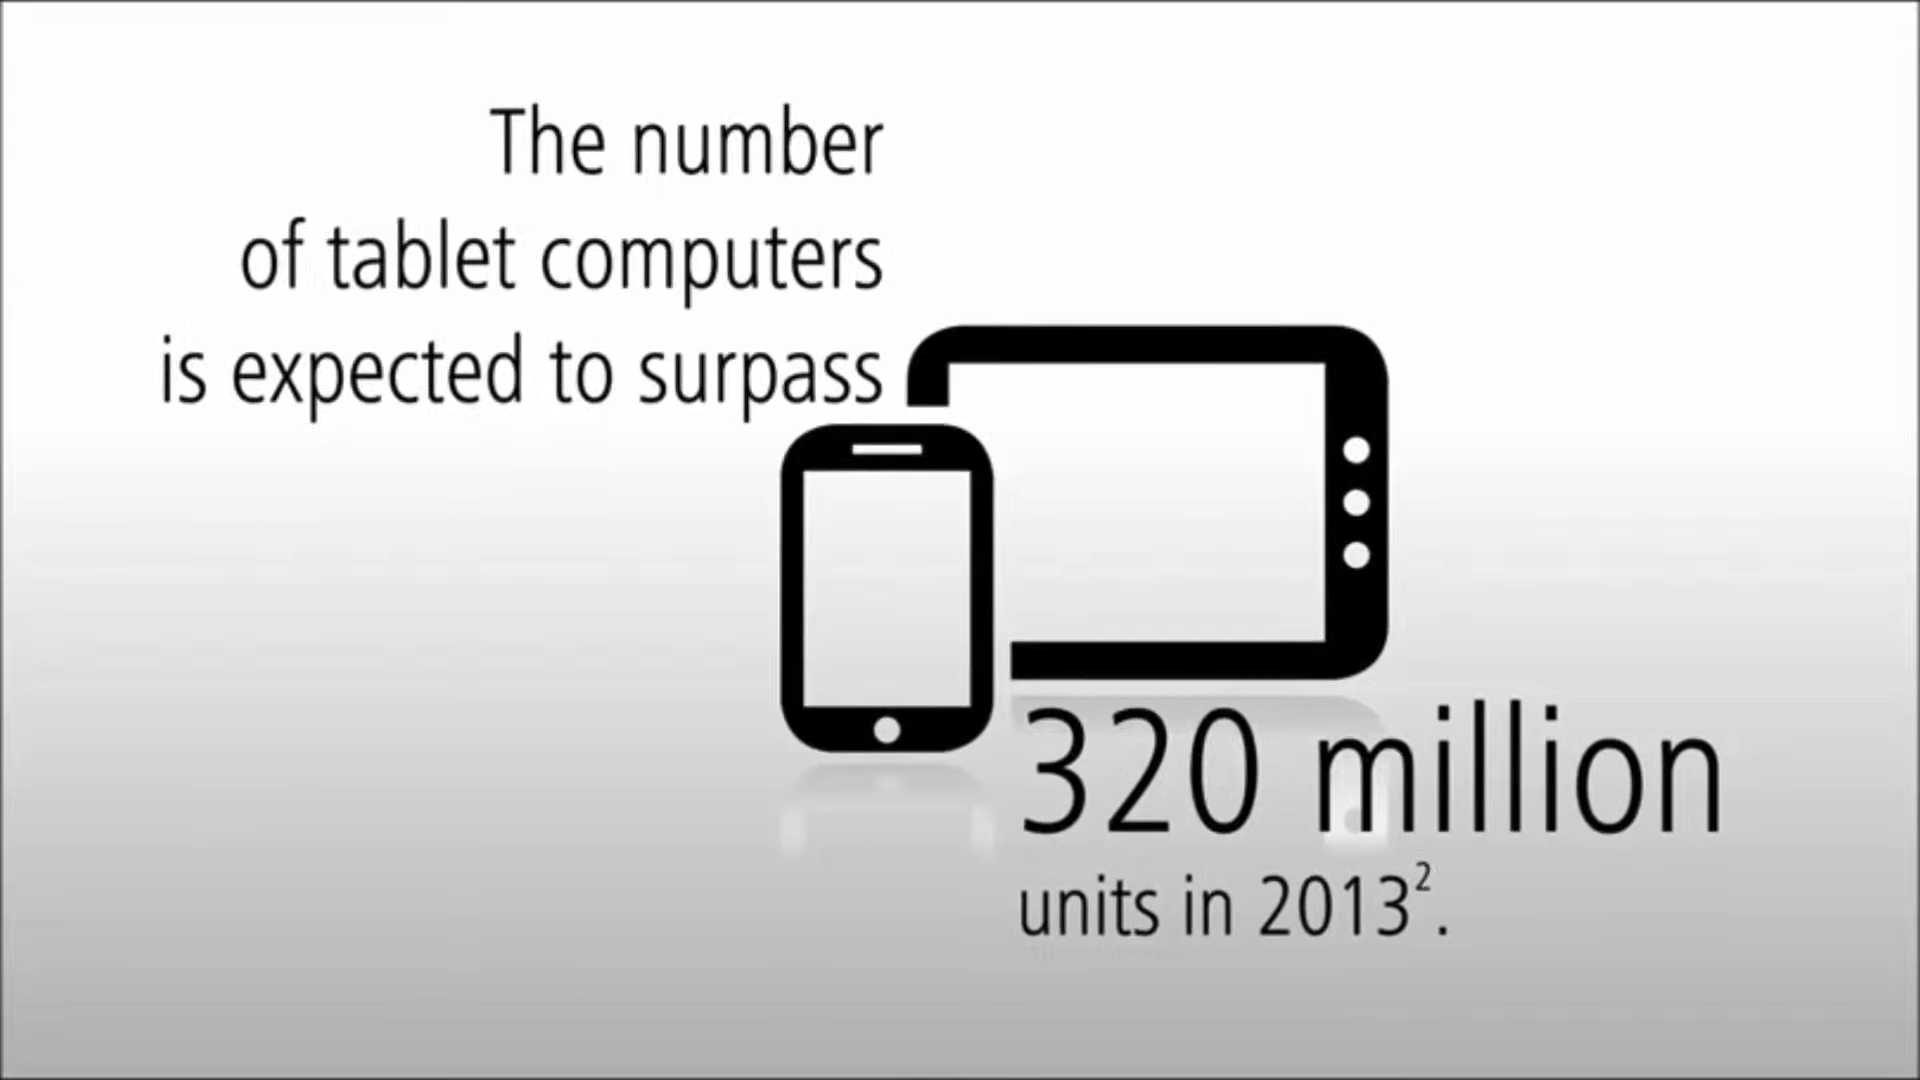 The number
of tablet computers
is expected to surpass
320 million
units in 2013².